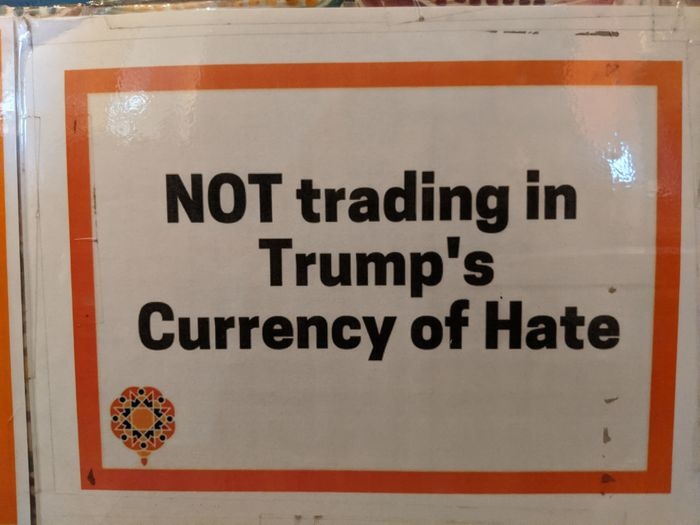 NOT trading in
Trump's
Currency of Hate